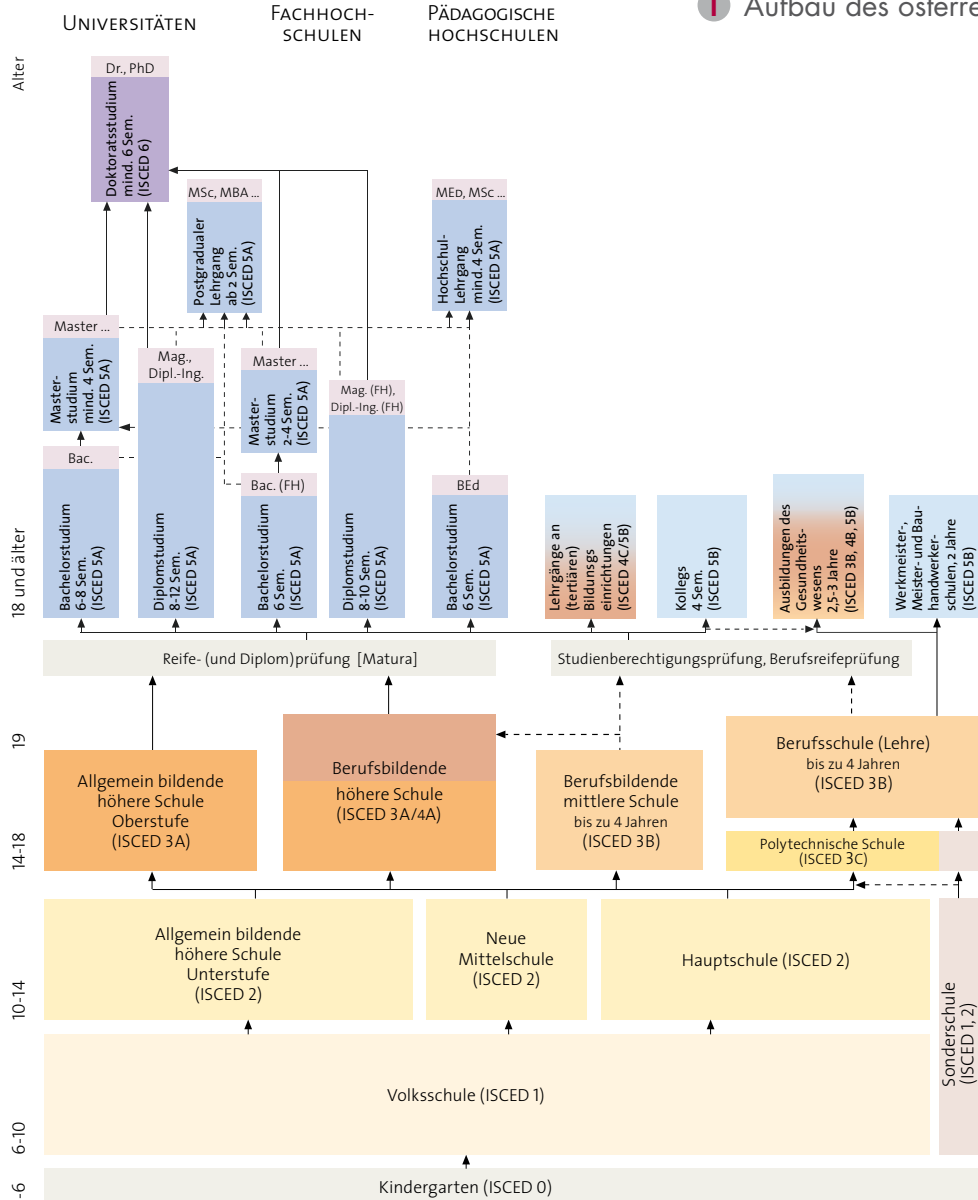 1 Aufbau des österre
UNIVERSITÄTEN
FACHHOCH-
SCHULEN
PÄDAGOGISCHE
HOCHSCHULEN
Alter
Dr., PhD
Doktoratsstudium
mind. 6 Sem.
(ISCED 6)
MSc, MBA ...
Postgradualer
Lehrgang
ab 2 Sem.
(ISCED 5A)
MEd, MSc ...
Hochschul-
Lehrgang
mind. 4 Sem.
(ISCED 5A)
Master ...
Master-
studium
mind. 4 Sem.
(ISCED 5A)
Mag.,
Dipl.-Ing.
Master ...
Master-
studium
2-4 Sem.
(ISCED 5A)
Mag. (FH),
Dipl.-Ing. (FH)
Bac.
Bac. (FH)
BEd
18 und älter
Bachelorstudium
6-8 Sem.
(ISCED 5A)
Diplomstudium
8-12 Sem.
(ISCED 5A)
Bachelorstudium
6 Sem.
(ISCED 5A)
Diplomstudium
8-10 Sem.
(ISCED 5A)
Bachelorstudium
6 Sem.
(ISCED 5A)
Lehrgänge an
(tertiären)
Bildunsgs
einrichtungen
(ISCED 4C/5B)
Kollegs
4 Sem.
(ISCED 5B)
Ausbildungen des
Gesundheits-
wesens
2,5-3 Jahre
(ISCED 3B, 4B, 5B)
Werkmeister-,
Meister- und Bau-
handwerker-
schulen, 2 Jahre
(ISCED 5B)
Reife- (und Diplom)prüfung [Matura]
Studienberechtigungsprüfung, Berufsreifeprüfung
19
Allgemein bildende
höhere Schule
Oberstufe
(ISCED 3A)
Berufsbildende
höhere Schule
(ISCED 3A/4A)
Berufsbildende
mittlere Schule
bis zu 4 Jahren
(ISCED 3B)
Berufsschule (Lehre)
bis zu 4 Jahren
(ISCED 3B)
14-18
Polytechnische Schule
(ISCED 3C)
10-14
Allgemein bildende
höhere Schule
Unterstufe
(ISCED 2)
Neue
Mittelschule
(ISCED 2)
Hauptschule (ISCED 2)
Sonderschule
(ISCED 1, 2)
6-10
Volksschule (ISCED 1)
-6
Kindergarten (ISCED 0)